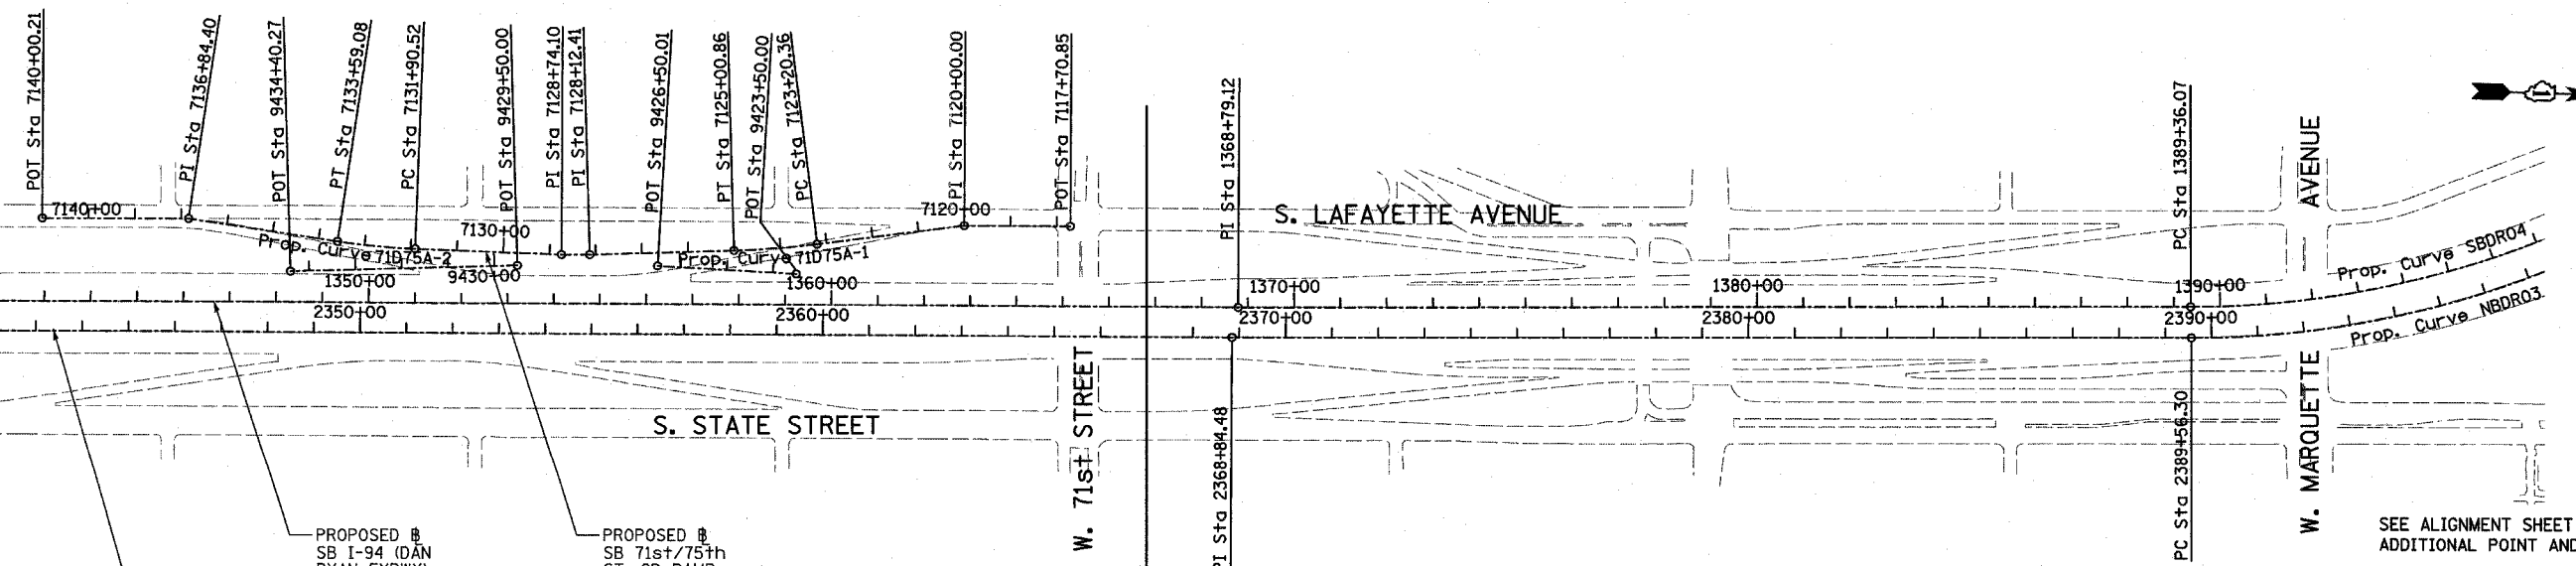 POT Sta 7140+00.21
PI Sta 7136+84.40
POT Sta 9434+40.27
PT Sta 7133+59.08
PC Sta 7131+90.52
POT Sta 9429+50.00
PI Sta 7128+74.10
PI Sta 7128+12.41
POT Sta 9426+50.01
PT Sta 7125+00.86
POT Sta 9423+50.00
PC Sta 7123+20.36
PI Sta 7120+00.00
POT Sta 7117+70.85
PI Sta 1368+79.12
PC Sta 1389+36.07
7140+00
7130+00
7120+00
S. LAFAYETTE AVENUE
Prop. Curve 71D75A-2
Prop. Curve 71D75A-1
Prop. Curve SBDR04
1350+00
9430+00
1360+00
1370+00
1380+00
1390+00
2350+00
2360+00
2370+00
2380+00
2390+00
Prop. Curve NBDR03
S. STATE STREET
W. 71st STREET
PI Sta 2368+84.48
PC Sta 2389+56.30
W. MARQUETTE AVENUE
PROPOSED ℄
SB I-94 (DAN
PROPOSED ℄
SB 71st/75th
SEE ALIGNMENT SHEET
ADDITIONAL POINT AND